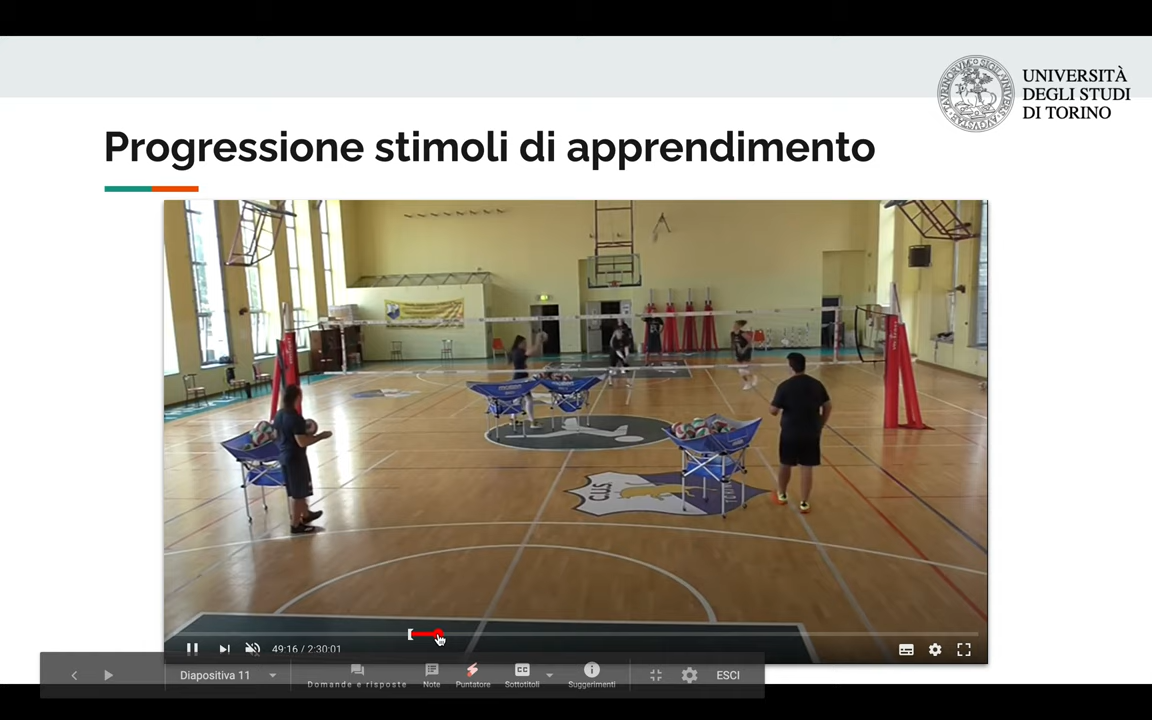 UNIVERSITÀ
DEGLI STUDI
DI TORINO
Progressione stimoli di apprendimento
C.U.S.
49:16 / 2:30:01
Diapositiva 11
Domande e risposte
Note
Puntatore
CC
Sottotitoli
Suggerimenti
ESCI